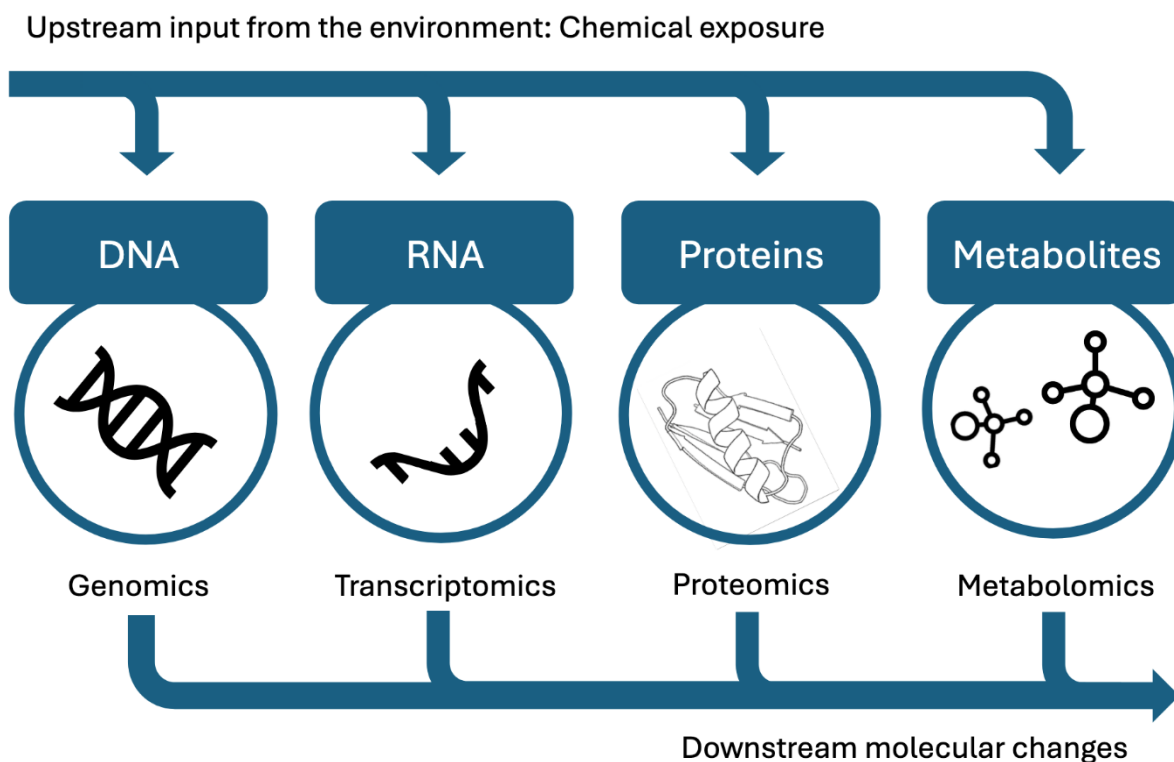 Upstream input from the environment: Chemical exposure
DNA
RNA
Proteins
Metabolites
Genomics
Transcriptomics
Proteomics
Metabolomics
Downstream molecular changes